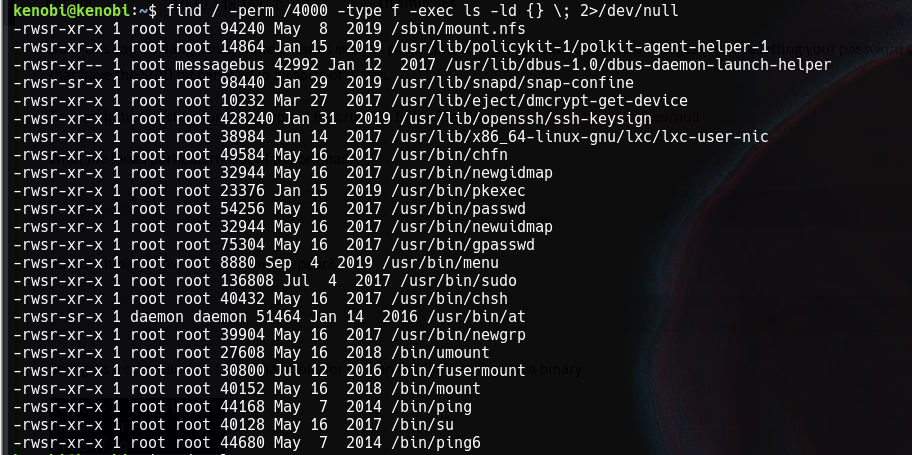 kenobi@kenobi:~$ find / -perm /4000 -type f -exec ls -ld {} \; 2>/dev/null
-rwsr-xr-x 1 root root 94240 May  8  2019 /sbin/mount.nfs
-rwsr-xr-x 1 root root 14864 Jan 15  2019 /usr/lib/policykit-1/polkit-agent-helper-1
-rwsr-xr-- 1 root messagebus 42992 Jan 12  2017 /usr/lib/dbus-1.0/dbus-daemon-launch-helper
-rwsr-sr-x 1 root root 98440 Jan 29  2019 /usr/lib/snapd/snap-confine
-rwsr-xr-x 1 root root 10232 Mar 27  2017 /usr/lib/eject/dmcrypt-get-device
-rwsr-xr-x 1 root root 428240 Jan 31  2019 /usr/lib/openssh/ssh-keysign
-rwsr-xr-x 1 root root 38984 Jun 14  2017 /usr/lib/x86_64-linux-gnu/lxc/lxc-user-nic
-rwsr-xr-x 1 root root 49584 May 16  2017 /usr/bin/chfn
-rwsr-xr-x 1 root root 32944 May 16  2017 /usr/bin/newgidmap
-rwsr-xr-x 1 root root 23376 Jan 15  2019 /usr/bin/pkexec
-rwsr-xr-x 1 root root 54256 May 16  2017 /usr/bin/passwd
-rwsr-xr-x 1 root root 32944 May 16  2017 /usr/bin/newuidmap
-rwsr-xr-x 1 root root 75304 May 16  2017 /usr/bin/gpasswd
-rwsr-xr-x 1 root root 8880 Sep  4  2019 /usr/bin/menu
-rwsr-xr-x 1 root root 136808 Jul  4  2017 /usr/bin/sudo
-rwsr-xr-x 1 root root 40432 May 16  2017 /usr/bin/chsh
-rwsr-sr-x 1 daemon daemon 51464 Jan 14  2016 /usr/bin/at
-rwsr-xr-x 1 root root 39904 May 16  2017 /usr/bin/newgrp
-rwsr-xr-x 1 root root 27608 May 16  2018 /bin/umount
-rwsr-xr-x 1 root root 30800 Jul 12  2016 /bin/fusermount
-rwsr-xr-x 1 root root 40152 May 16  2018 /bin/mount
-rwsr-xr-x 1 root root 44168 May  7  2014 /bin/ping
-rwsr-xr-x 1 root root 40128 May 16  2017 /bin/su
-rwsr-xr-x 1 root root 44680 May  7  2014 /bin/ping6